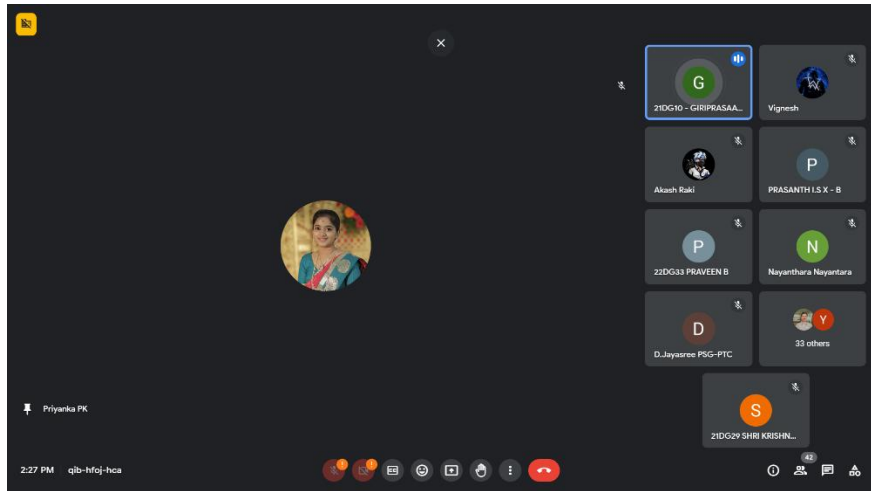 G
21DG10 - GIRIPRASAA...
Vignesh
Akash Raki
P
PRASANTH I.S X - B
P
22DG33 PRAVEEN B
N
Nayanthara Nayantara
D
D.Jayasree PSG-PTC
Y
33 others
S
21DG29 SHRI KRISHN...
Priyanka PK
2:27 PM | qib-hfoj-hca
CC
42